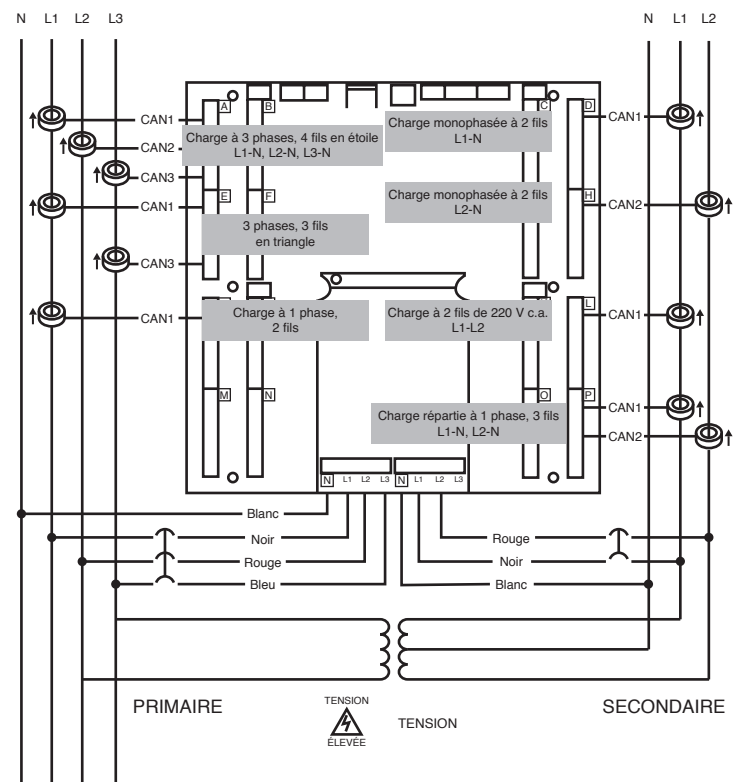 N L1 L2 L3
N L1 L2
A
B
C
D
CAN1
CAN1
CAN2
Charge à 3 phases, 4 fils en étoile
L1-N, L2-N, L3-N
Charge monophasée à 2 fils
L1-N
CAN3
E
F
H
CAN1
CAN2
Charge monophasée à 2 fils
L2-N
3 phases, 3 fils
en triangle
CAN3
L
CAN1
CAN1
Charge à 1 phase,
2 fils
Charge à 2 fils de 220 V c.a.
L1-L2
M
N
O
P
CAN1
CAN2
Charge répartie à 1 phase, 3 fils
L1-N, L2-N
N L1 L2 L3 N L1 L2 L3
Blanc
Noir
Rouge
Bleu
Rouge
Noir
Blanc
PRIMAIRE
TENSION
ÉLEVÉE
TENSION
SECONDAIRE